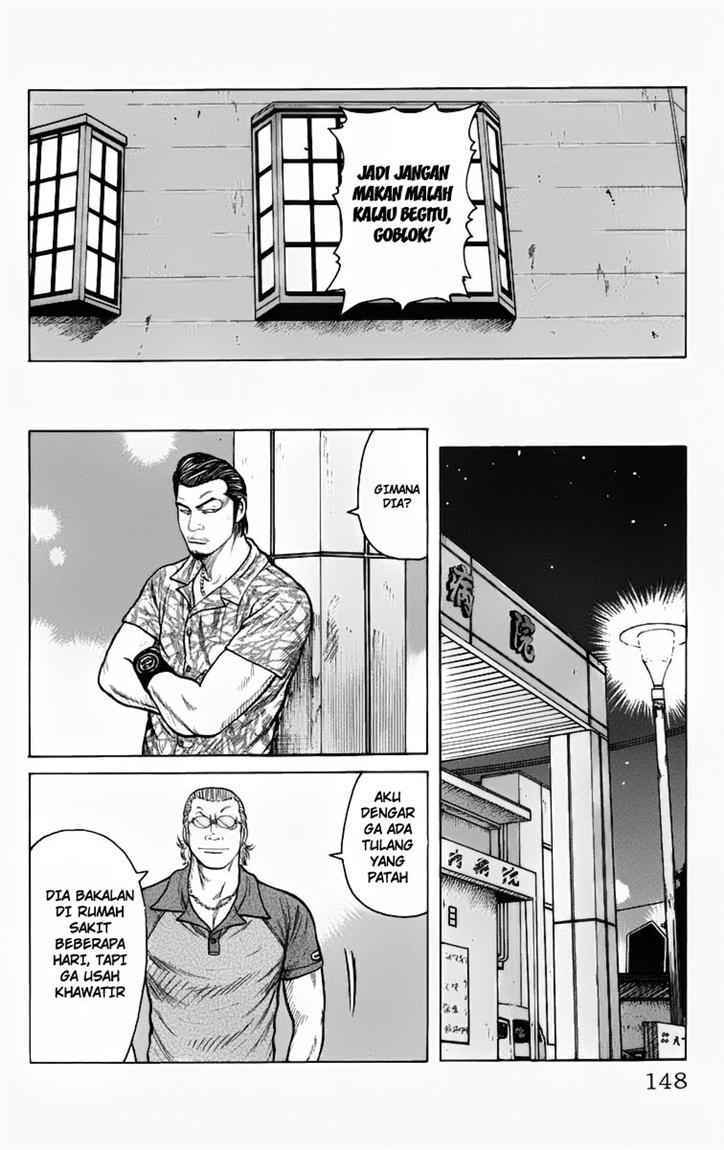 JADI JANGAN
MAKAN MALAH
KALAU BEGITU,
GOBLOK!
病院
GIMANA
DIA?
AKU
DENGAR
GA ADA
TULANG
YANG
PATAH
DIA BAKALAN
DI RUMAH
SAKIT
BEBERAPA
HARI, TAPI
GA USAH
KHAWATIR
148